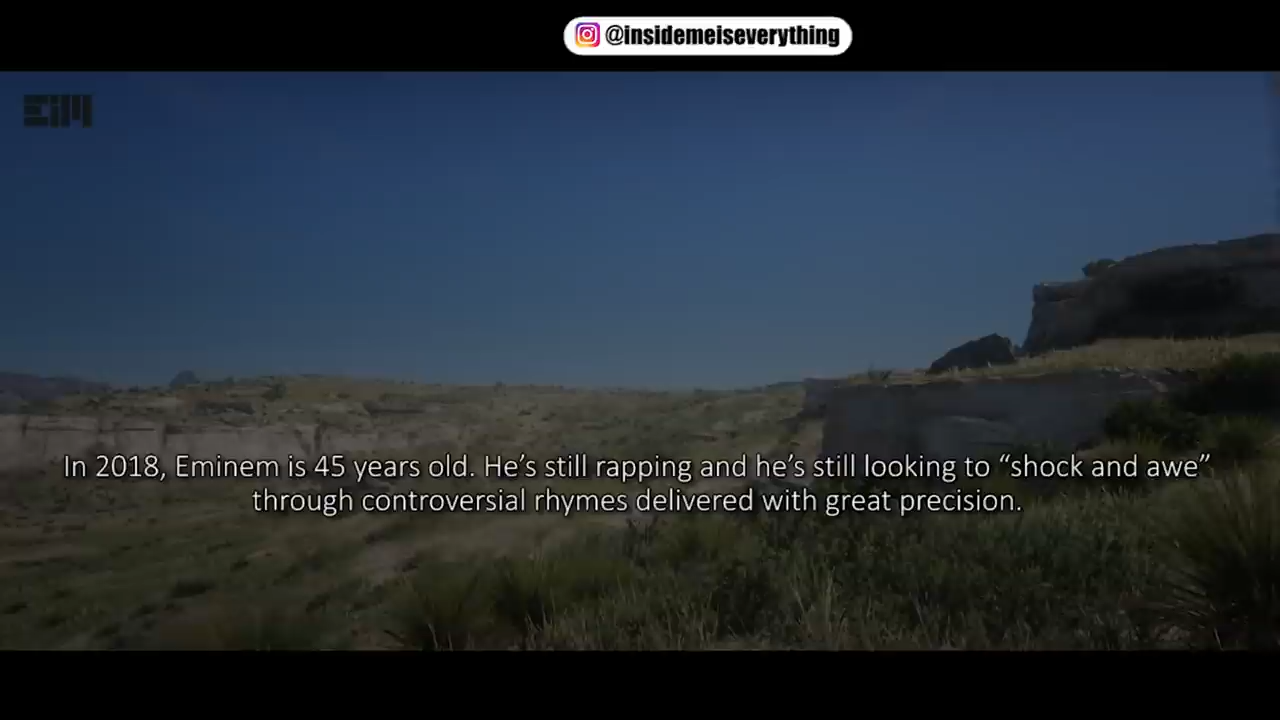 @insidemeiseverything
EiM
In 2018, Eminem is 45 years old. He’s still rapping and he’s still looking to “shock and awe”
through controversial rhymes delivered with great precision.